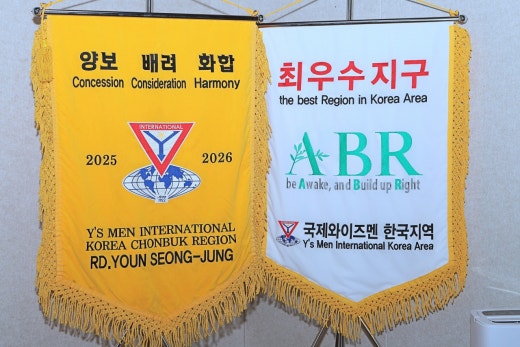 양보 배려 화합
Concession Consideration Harmony
INTERNATIONAL
Y
2025 2026
Y'S MEN INTERNATIONAL
KOREA CHONBUK REGION
RD.YOUN SEONG-JUNG
최우수지구
the best Region in Korea Area
ABR
be Awake, and Build up Right
국제와이즈멘 한국지역
Y's Men International Korea Area